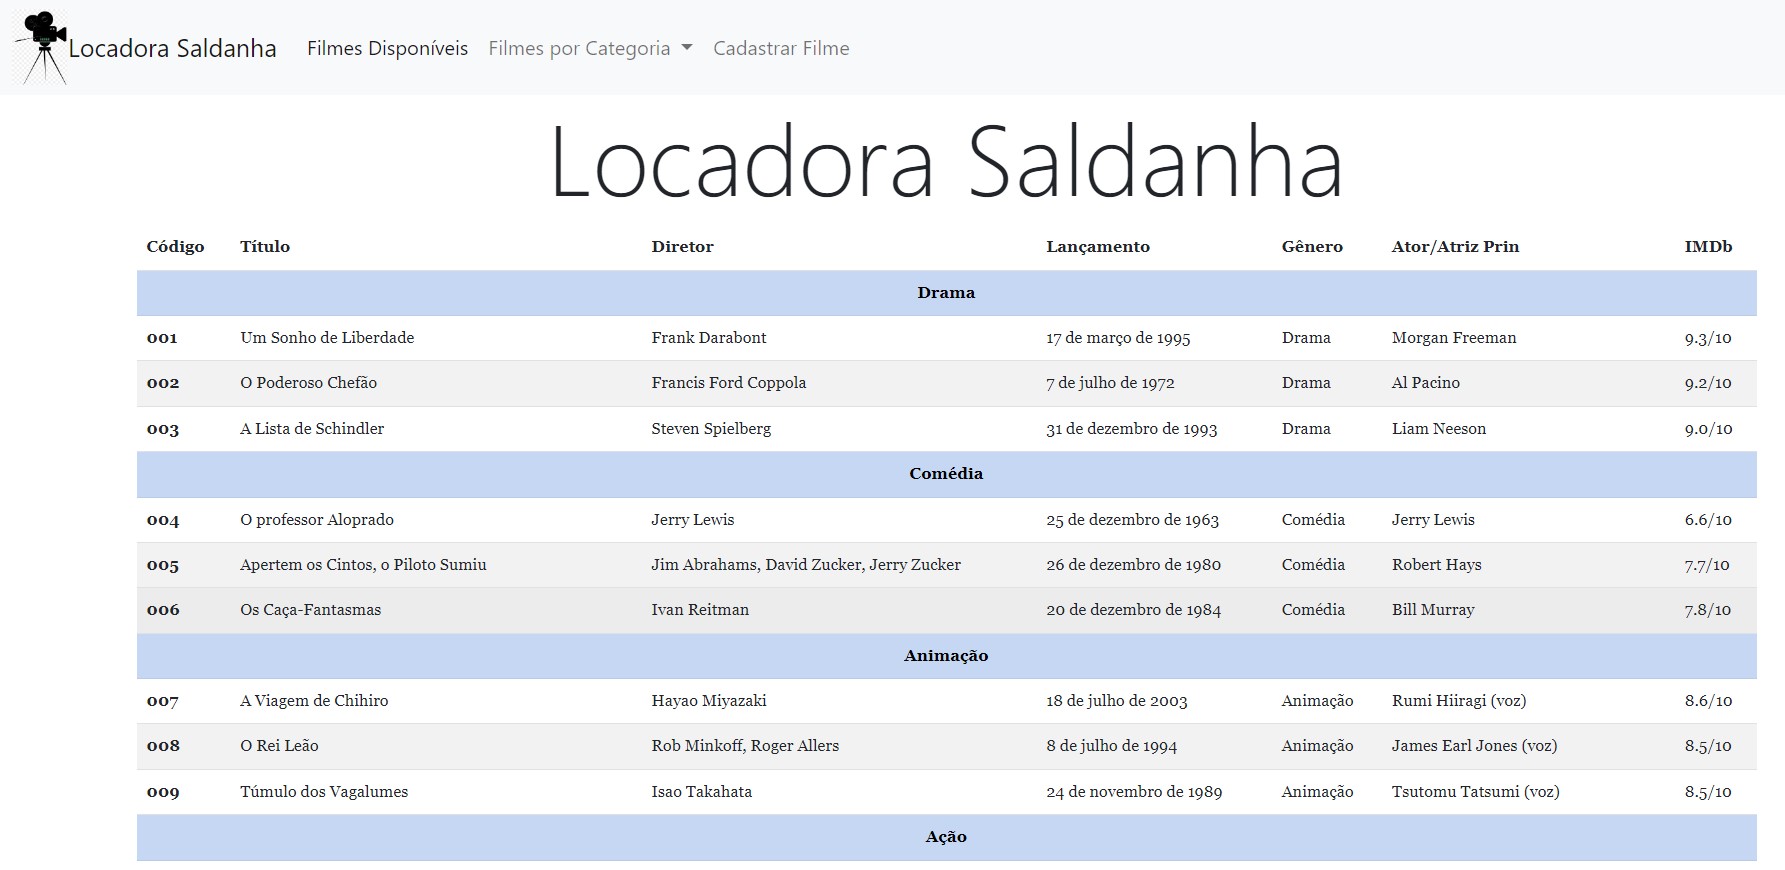 Locadora Saldanha Filmes Disponíveis Filmes por Categoria Cadastrar Filme
Locadora Saldanha
Código Título Diretor Lançamento Gênero Ator/Atriz Prin IMDb
Drama
001 Um Sonho de Liberdade Frank Darabont 17 de março de 1995 Drama Morgan Freeman 9.3/10
002 O Poderoso Chefão Francis Ford Coppola 7 de julho de 1972 Drama Al Pacino 9.2/10
003 A Lista de Schindler Steven Spielberg 31 de dezembro de 1993 Drama Liam Neeson 9.0/10
Comédia
004 O professor Aloprado Jerry Lewis 25 de dezembro de 1963 Comédia Jerry Lewis 6.6/10
005 Apertem os Cintos, o Piloto Sumiu Jim Abrahams, David Zucker, Jerry Zucker 26 de dezembro de 1980 Comédia Robert Hays 7.7/10
006 Os Caça-Fantasmas Ivan Reitman 20 de dezembro de 1984 Comédia Bill Murray 7.8/10
Animação
007 A Viagem de Chihiro Hayao Miyazaki 18 de julho de 2003 Animação Rumi Hiiragi (voz) 8.6/10
008 O Rei Leão Rob Minkoff, Roger Allers 8 de julho de 1994 Animação James Earl Jones (voz) 8.5/10
009 Túmulo dos Vagalumes Isao Takahata 24 de novembro de 1989 Animação Tsutomu Tatsumi (voz) 8.5/10
Ação